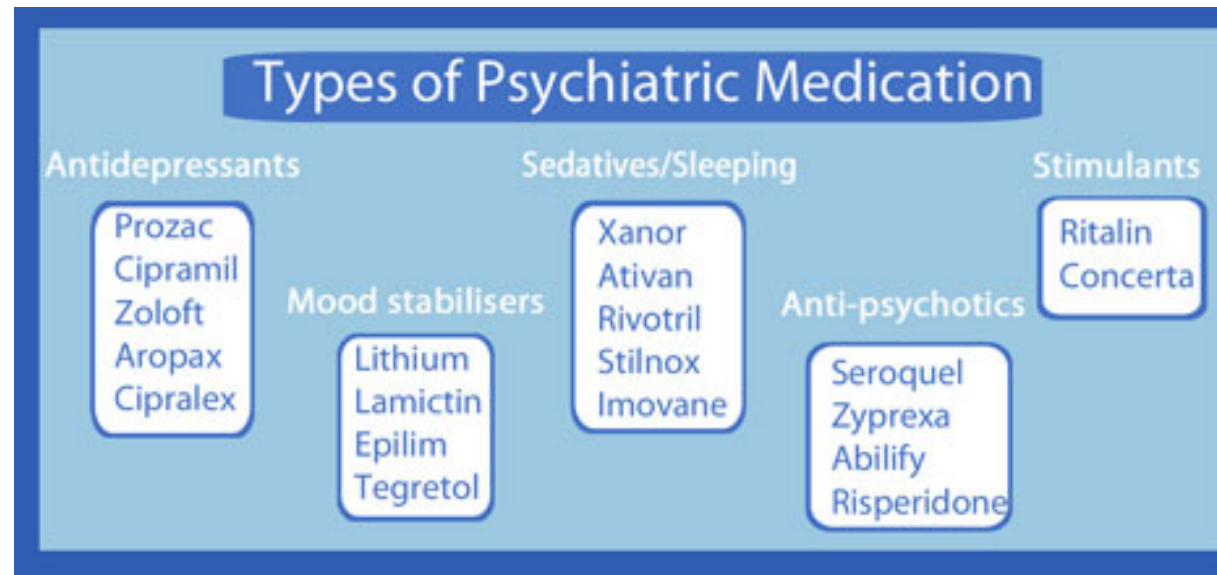 Types of Psychiatric Medication
Antidepressants
Prozac
Cipramil
Zoloft
Aropax
Cipralex
Mood stabilisers
Lithium
Lamictin
Epilim
Tegretol
Sedatives/Sleeping
Xanor
Ativan
Rivotril
Stilnox
Imovane
Anti-psychotics
Seroquel
Zyprexa
Abilify
Risperidone
Stimulants
Ritalin
Concerta